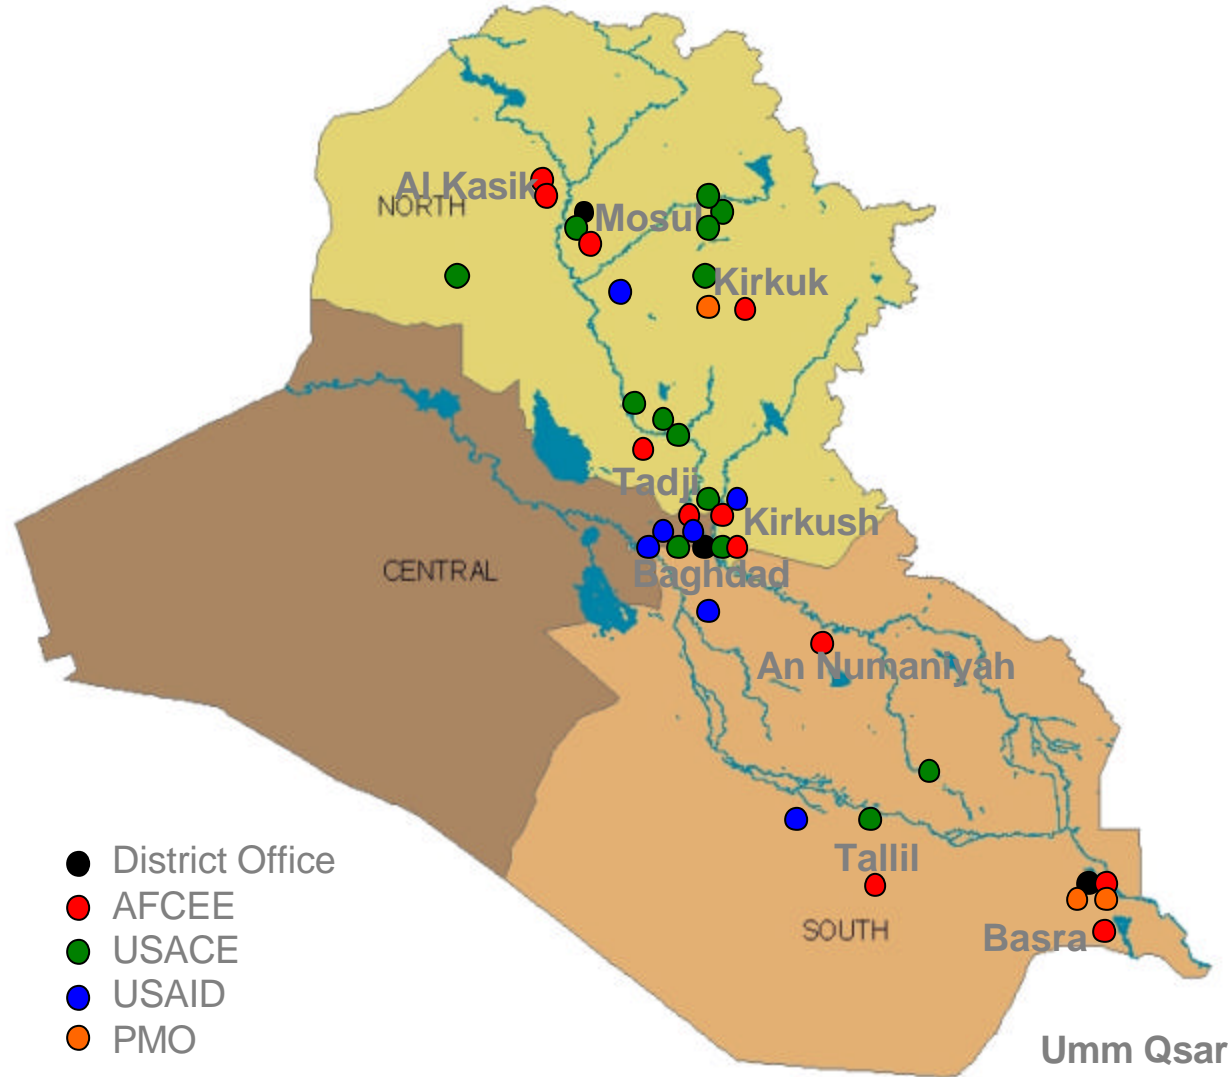 Al Kasik
NORTH
Mosul
Kirkuk
Tadji
Kirkush
CENTRAL
Baghdad
An Numaniyah
Tallil
SOUTH
Basra
Umm Qsar
District Office
AFCEE
USACE
USAID
PMO